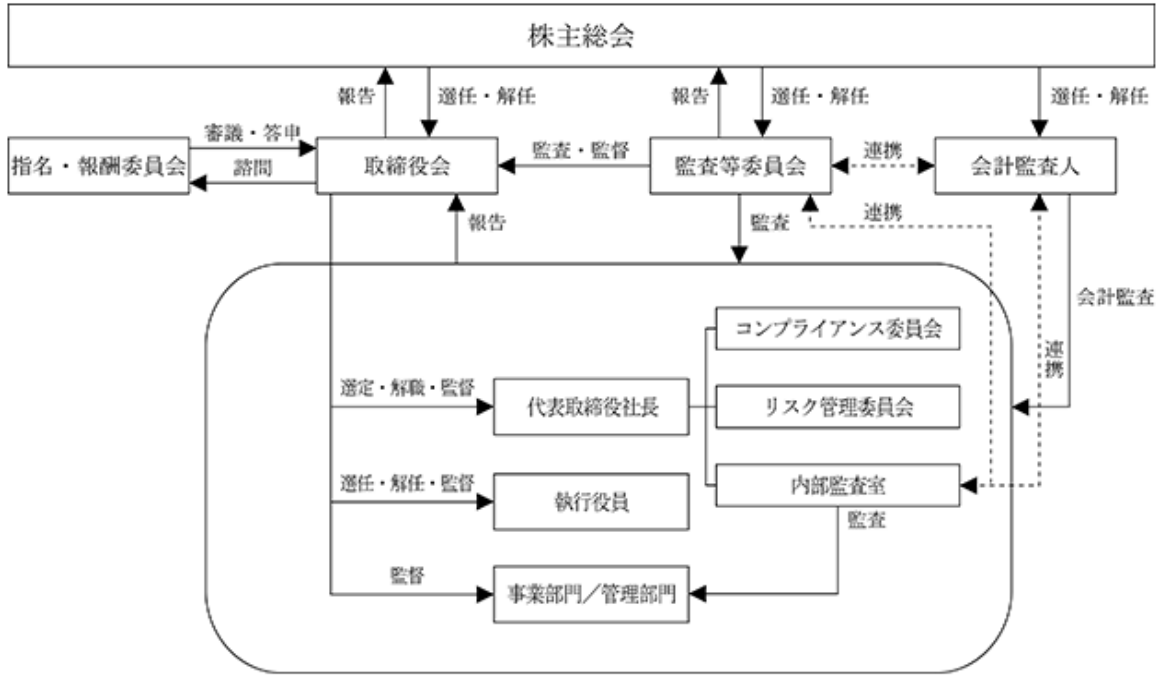 株主総会
報告
選任・解任
報告
選任・解任
選任・解任
指名・報酬委員会
審議・答申
諮問
取締役会
監査・監督
監査等委員会
連携
会計監査人
報告
監査
連携
会計監査
連携
コンプライアンス委員会
選定・解職・監督
代表取締役社長
リスク管理委員会
選任・解任・監督
執行役員
内部監査室
監査
監督
事業部門／管理部門